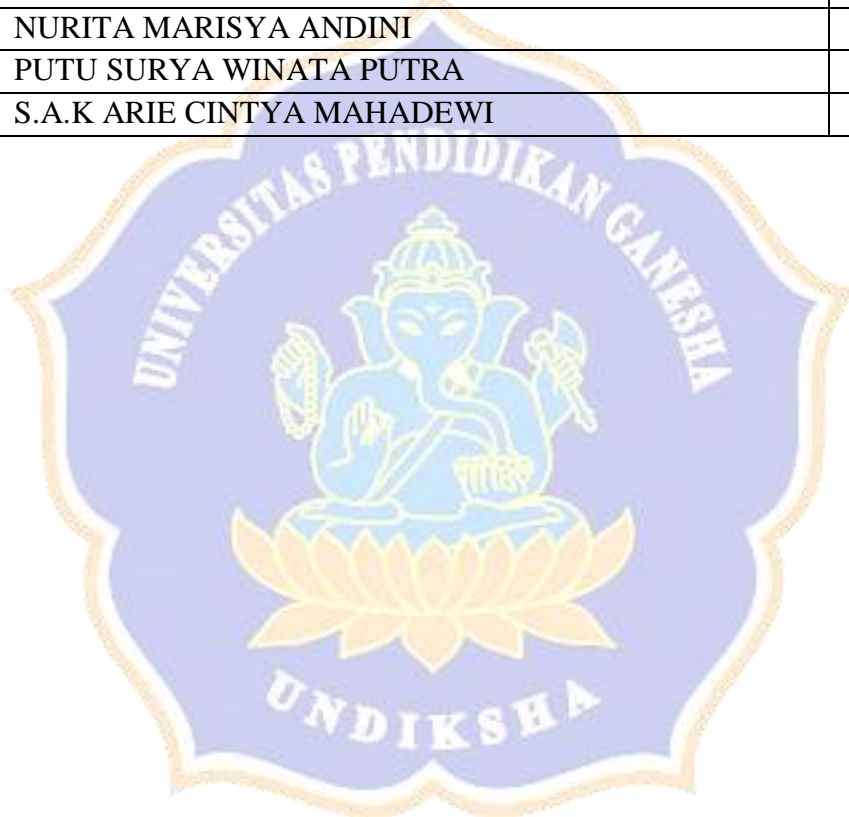 NURITA MARISYA ANDINI
PUTU SURYA WINATA PUTRA
S.A.K ARIE CINTYA MAHADEWI
UNIVERSITAS PENDIDIKAN GANESHA
UNDIKSHA